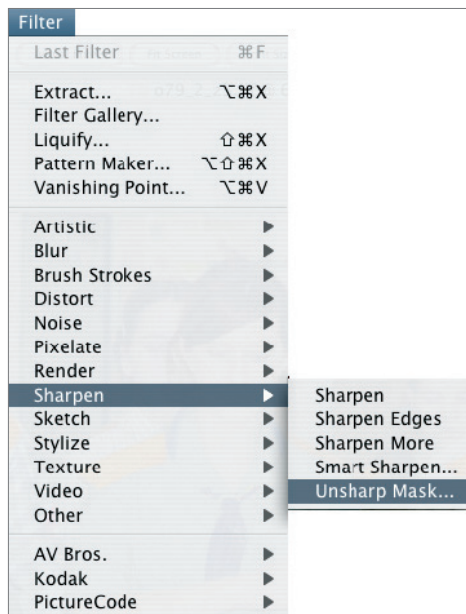 Filter
Last Filter ⌘F
Extract... ⌥⌘X
Filter Gallery...
Liquify... ⇧⌘X
Pattern Maker... ⌥⇧⌘X
Vanishing Point... ⌥⌘V
Artistic
Blur
Brush Strokes
Distort
Noise
Pixelate
Render
Sharpen
Sketch
Stylize
Texture
Video
Other
AV Bros.
Kodak
PictureCode
Sharpen
Sharpen Edges
Sharpen More
Smart Sharpen...
Unsharp Mask...